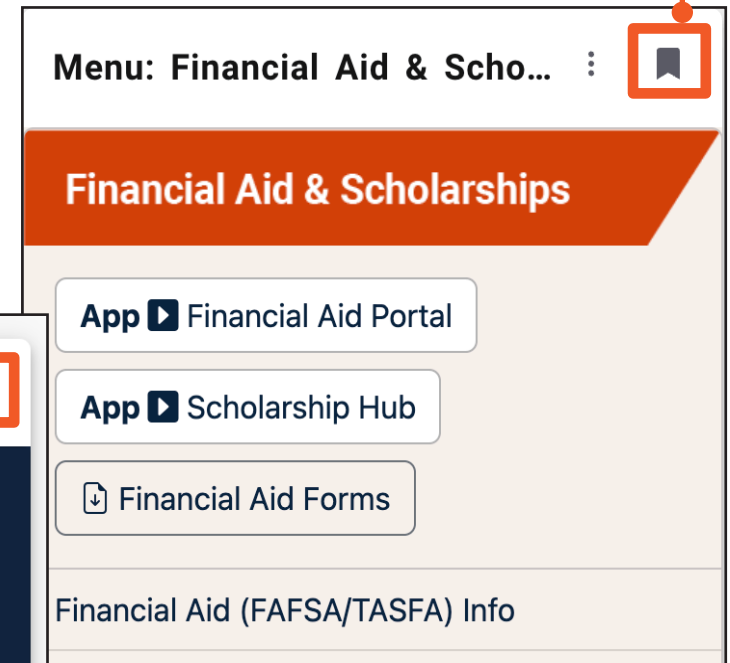 Menu: Financial Aid & Scho...
Financial Aid & Scholarships
App Financial Aid Portal
App Scholarship Hub
Financial Aid Forms
Financial Aid (FAFSA/TASFA) Info